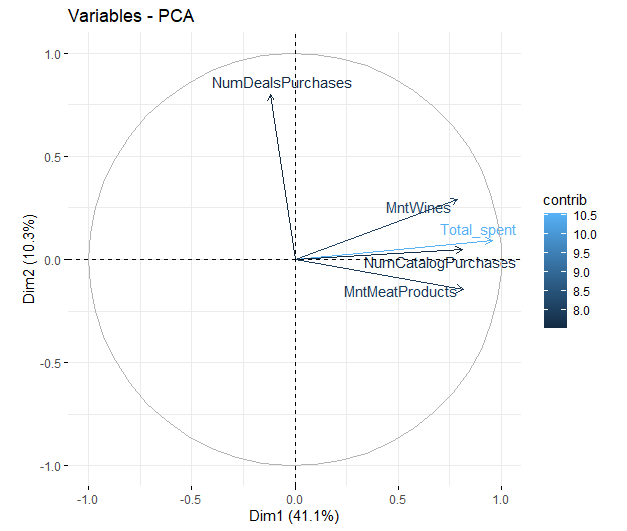 Variables - PCA
1.0
NumDealsPurchases
0.5
MntWines
Total_spent
0.0
NumCatalogPurchases
MntMeatProducts
-0.5
-1.0
-1.0
-0.5
0.0
0.5
1.0
Dim1 (41.1%)
Dim2 (10.3%)
contrib
10.5
10.0
9.5
9.0
8.5
8.0